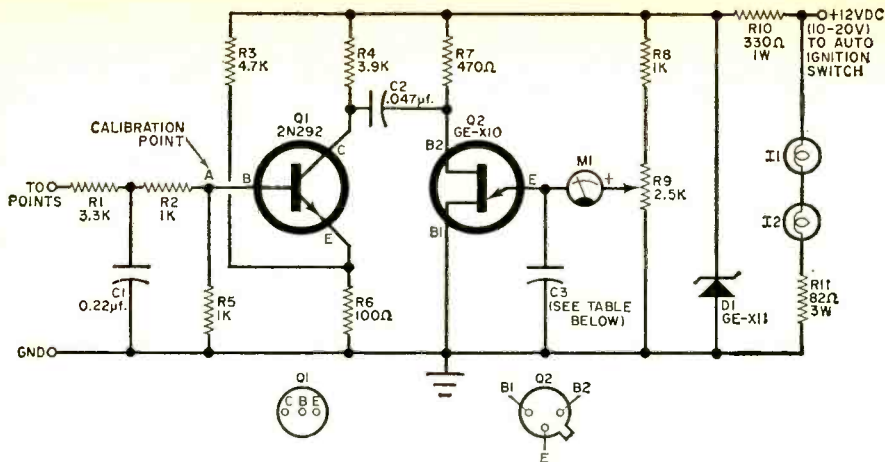 +12VDC
(10-20V)
TO AUTO
IGNITION
SWITCH
R10
330Ω
1W
R3
4.7K
R4
3.9K
R7
470Ω
R8
1K
C2
.047µf.
Q1
2N292
Q2
GE-X10
CALIBRATION
POINT
A
B
C
E
B2
B1
E
M1
+
R9
2.5K
I1
I2
TO
POINTS
R1
3.3K
R2
1K
C1
0.22µf.
R5
1K
R6
100Ω
C3
(SEE TABLE
BELOW)
D1
GE-X11
R11
82Ω
3W
GND
Q1
C B E
Q2
B1
B2
E